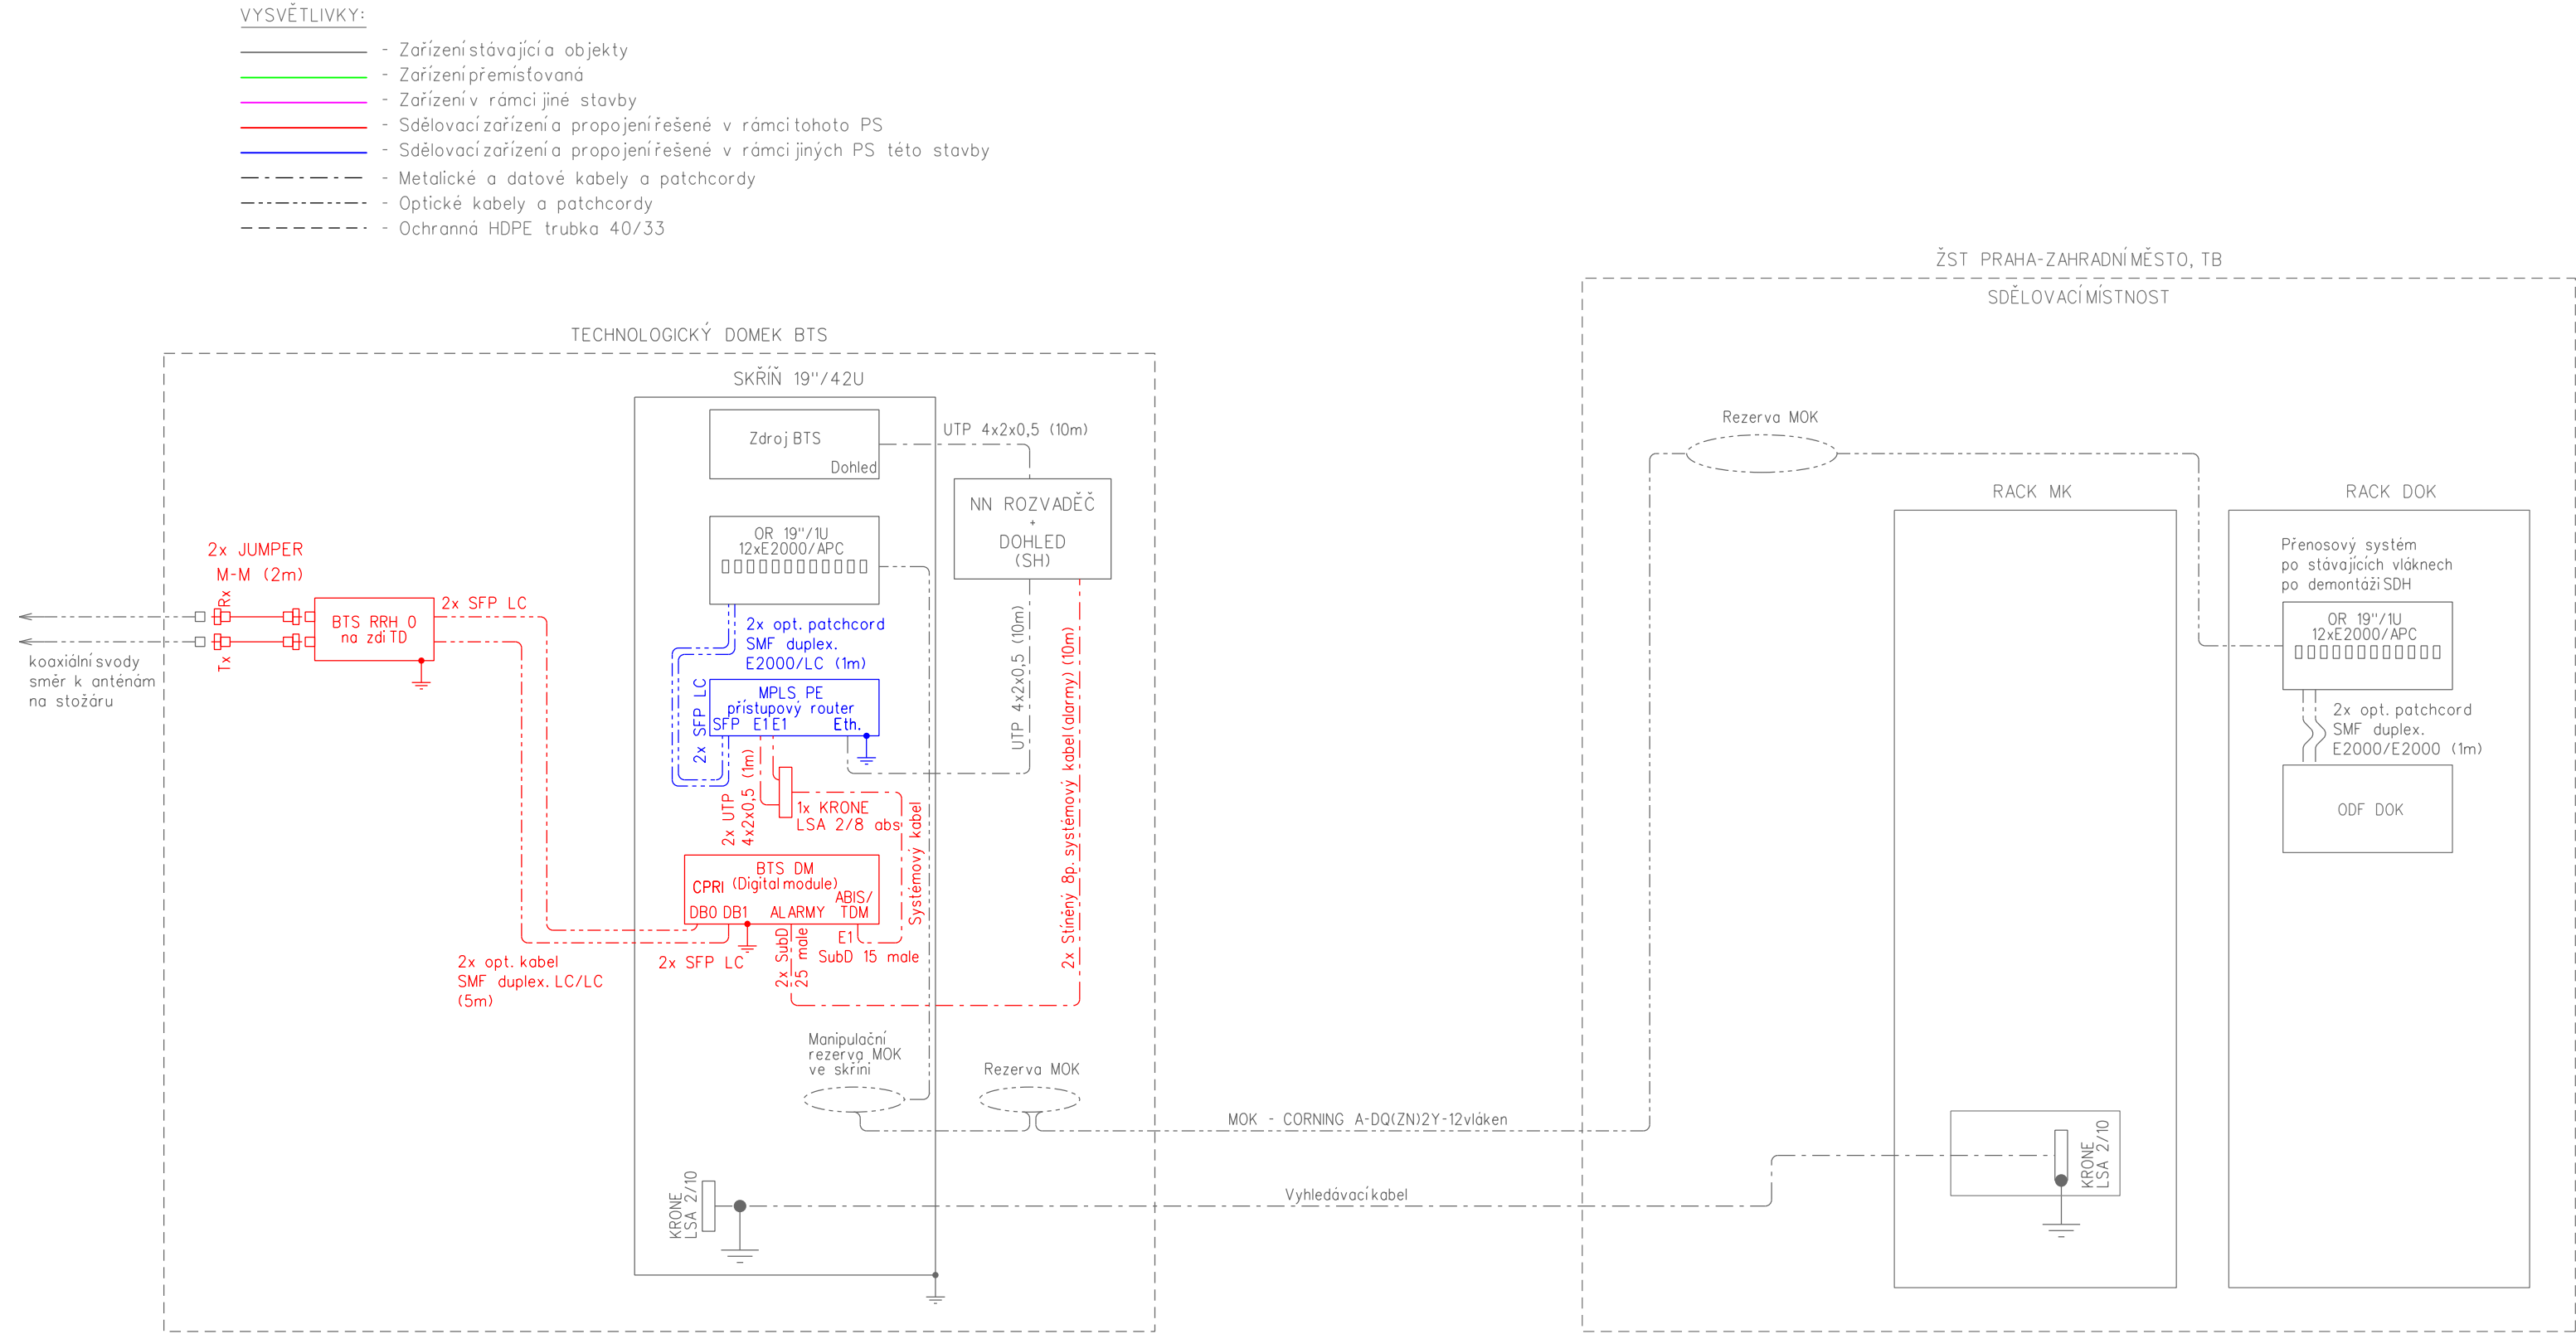 VYSVĚTLIVKY:
- Zařízení stávající a objekty
- Zařízení přemísťovaná
- Zařízení v rámci jiné stavby
- Sdělovací zařízení a propojení řešené v rámci tohoto PS
- Sdělovací zařízení a propojení řešené v rámci jiných PS této stavby
- Metalické a datové kabely a patchcordy
- Optické kabely a patchcordy
- Ochranná HDPE trubka 40/33
ŽST PRAHA-ZAHRADNÍ MĚSTO, TB
SDĚLOVACÍ MÍSTNOST
TECHNOLOGICKÝ DOMEK BTS
SKŘÍŇ 19"/42U
Zdroj BTS
Dohled
UTP 4x2x0,5 (10m)
NN ROZVADĚČ
+
DOHLED
(SH)
OR 19"/1U
12xE2000/APC
2x JUMPER
M-M (2m)
Rx
Tx
BTS RRH 0
na zdi TD
2x SFP LC
koaxiální svody
směr k anténám
na stožáru
2x opt. patchcord
SMF duplex.
E2000/LC (1m)
2x SFP LC
MPLS PE
přístupový router
SFP E1 E1 Eth.
UTP 4x2x0,5 (10m)
2x Stíněný 8p. systémový kabel (alarmy) (10m)
2x UTP
4x2x0,5 (1m)
1x KRONE
LSA 2/8 abs
Systémový kabel
BTS DM
(Digital module)
CPRI
ABIS/
DB0 DB1 ALARMY TDM
E1
SubD 15 male
2x SubD
25 male
2x SFP LC
2x opt. kabel
SMF duplex. LC/LC
(5m)
Manipulační
rezerva MOK
ve skříni
Rezerva MOK
MOK - CORNING A-DQ(ZN)2Y-12vláken
KRONE
LSA 2/10
Vyhledávací kabel
Rezerva MOK
RACK MK
KRONE
LSA 2/10
RACK DOK
Přenosový systém
po stávajících vláknech
po demontáži SDH
OR 19"/1U
12xE2000/APC
2x opt. patchcord
SMF duplex.
E2000/E2000 (1m)
ODF DOK